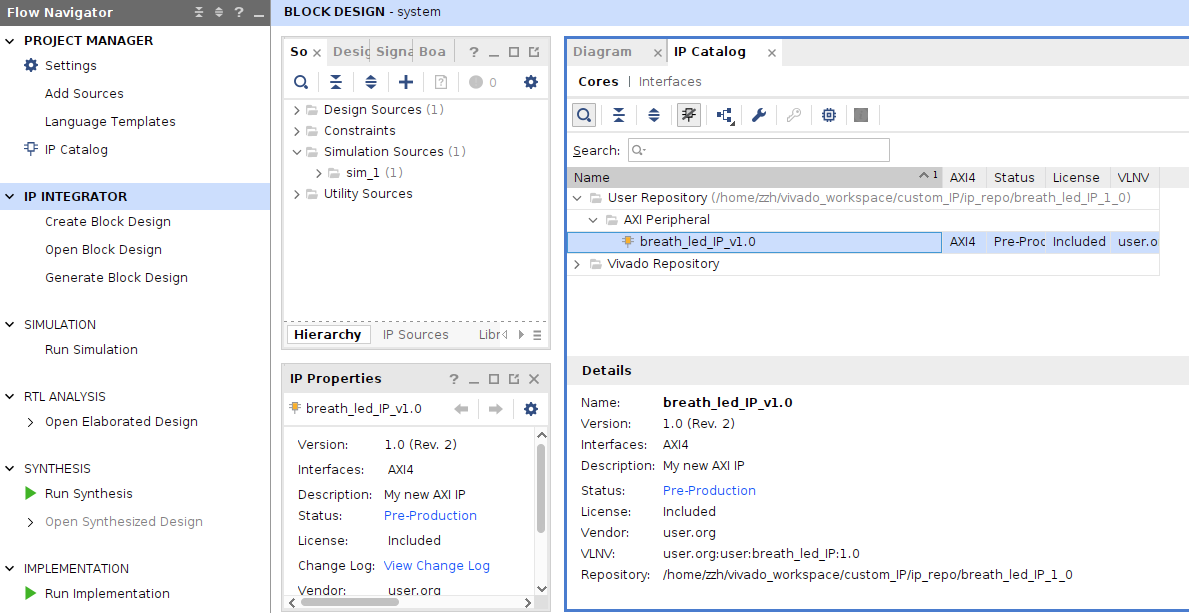 Flow Navigator
?
PROJECT MANAGER
Settings
Add Sources
Language Templates
IP Catalog
IP INTEGRATOR
Create Block Design
Open Block Design
Generate Block Design
SIMULATION
Run Simulation
RTL ANALYSIS
Open Elaborated Design
SYNTHESIS
Run Synthesis
Open Synthesized Design
IMPLEMENTATION
Run Implementation
BLOCK DESIGN - system
So Desig Signa Boa ?
0
Design Sources (1)
Constraints
Simulation Sources (1)
sim_1 (1)
Utility Sources
Hierarchy IP Sources Libr
IP Properties ?
breath_led_IP_v1.0
Version: 1.0 (Rev. 2)
Interfaces: AXI4
Description: My new AXI IP
Status: Pre-Production
License: Included
Change Log: View Change Log
Vendor: user.org
Diagram IP Catalog
Cores | Interfaces
Search:
Name 1 AXI4 Status License VLNV
User Repository (/home/zzh/vivado_workspace/custom_IP/ip_repo/breath_led_IP_1_0)
AXI Peripheral
breath_led_IP_v1.0 AXI4 Pre-Proc Included user.o
Vivado Repository
Details
Name: breath_led_IP_v1.0
Version: 1.0 (Rev. 2)
Interfaces: AXI4
Description: My new AXI IP
Status: Pre-Production
License: Included
Vendor: user.org
VLNV: user.org:user:breath_led_IP:1.0
Repository: /home/zzh/vivado_workspace/custom_IP/ip_repo/breath_led_IP_1_0